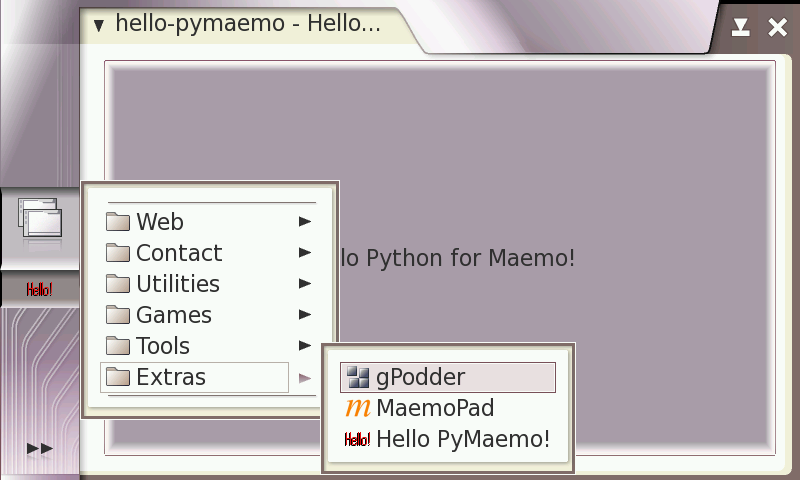 hello-pymaemo - Hello...
Web
Contact
lo Python for Maemo!
Utilities
Games
Tools
Extras
gPodder
MaemoPad
Hello! Hello PyMaemo!
Hello!